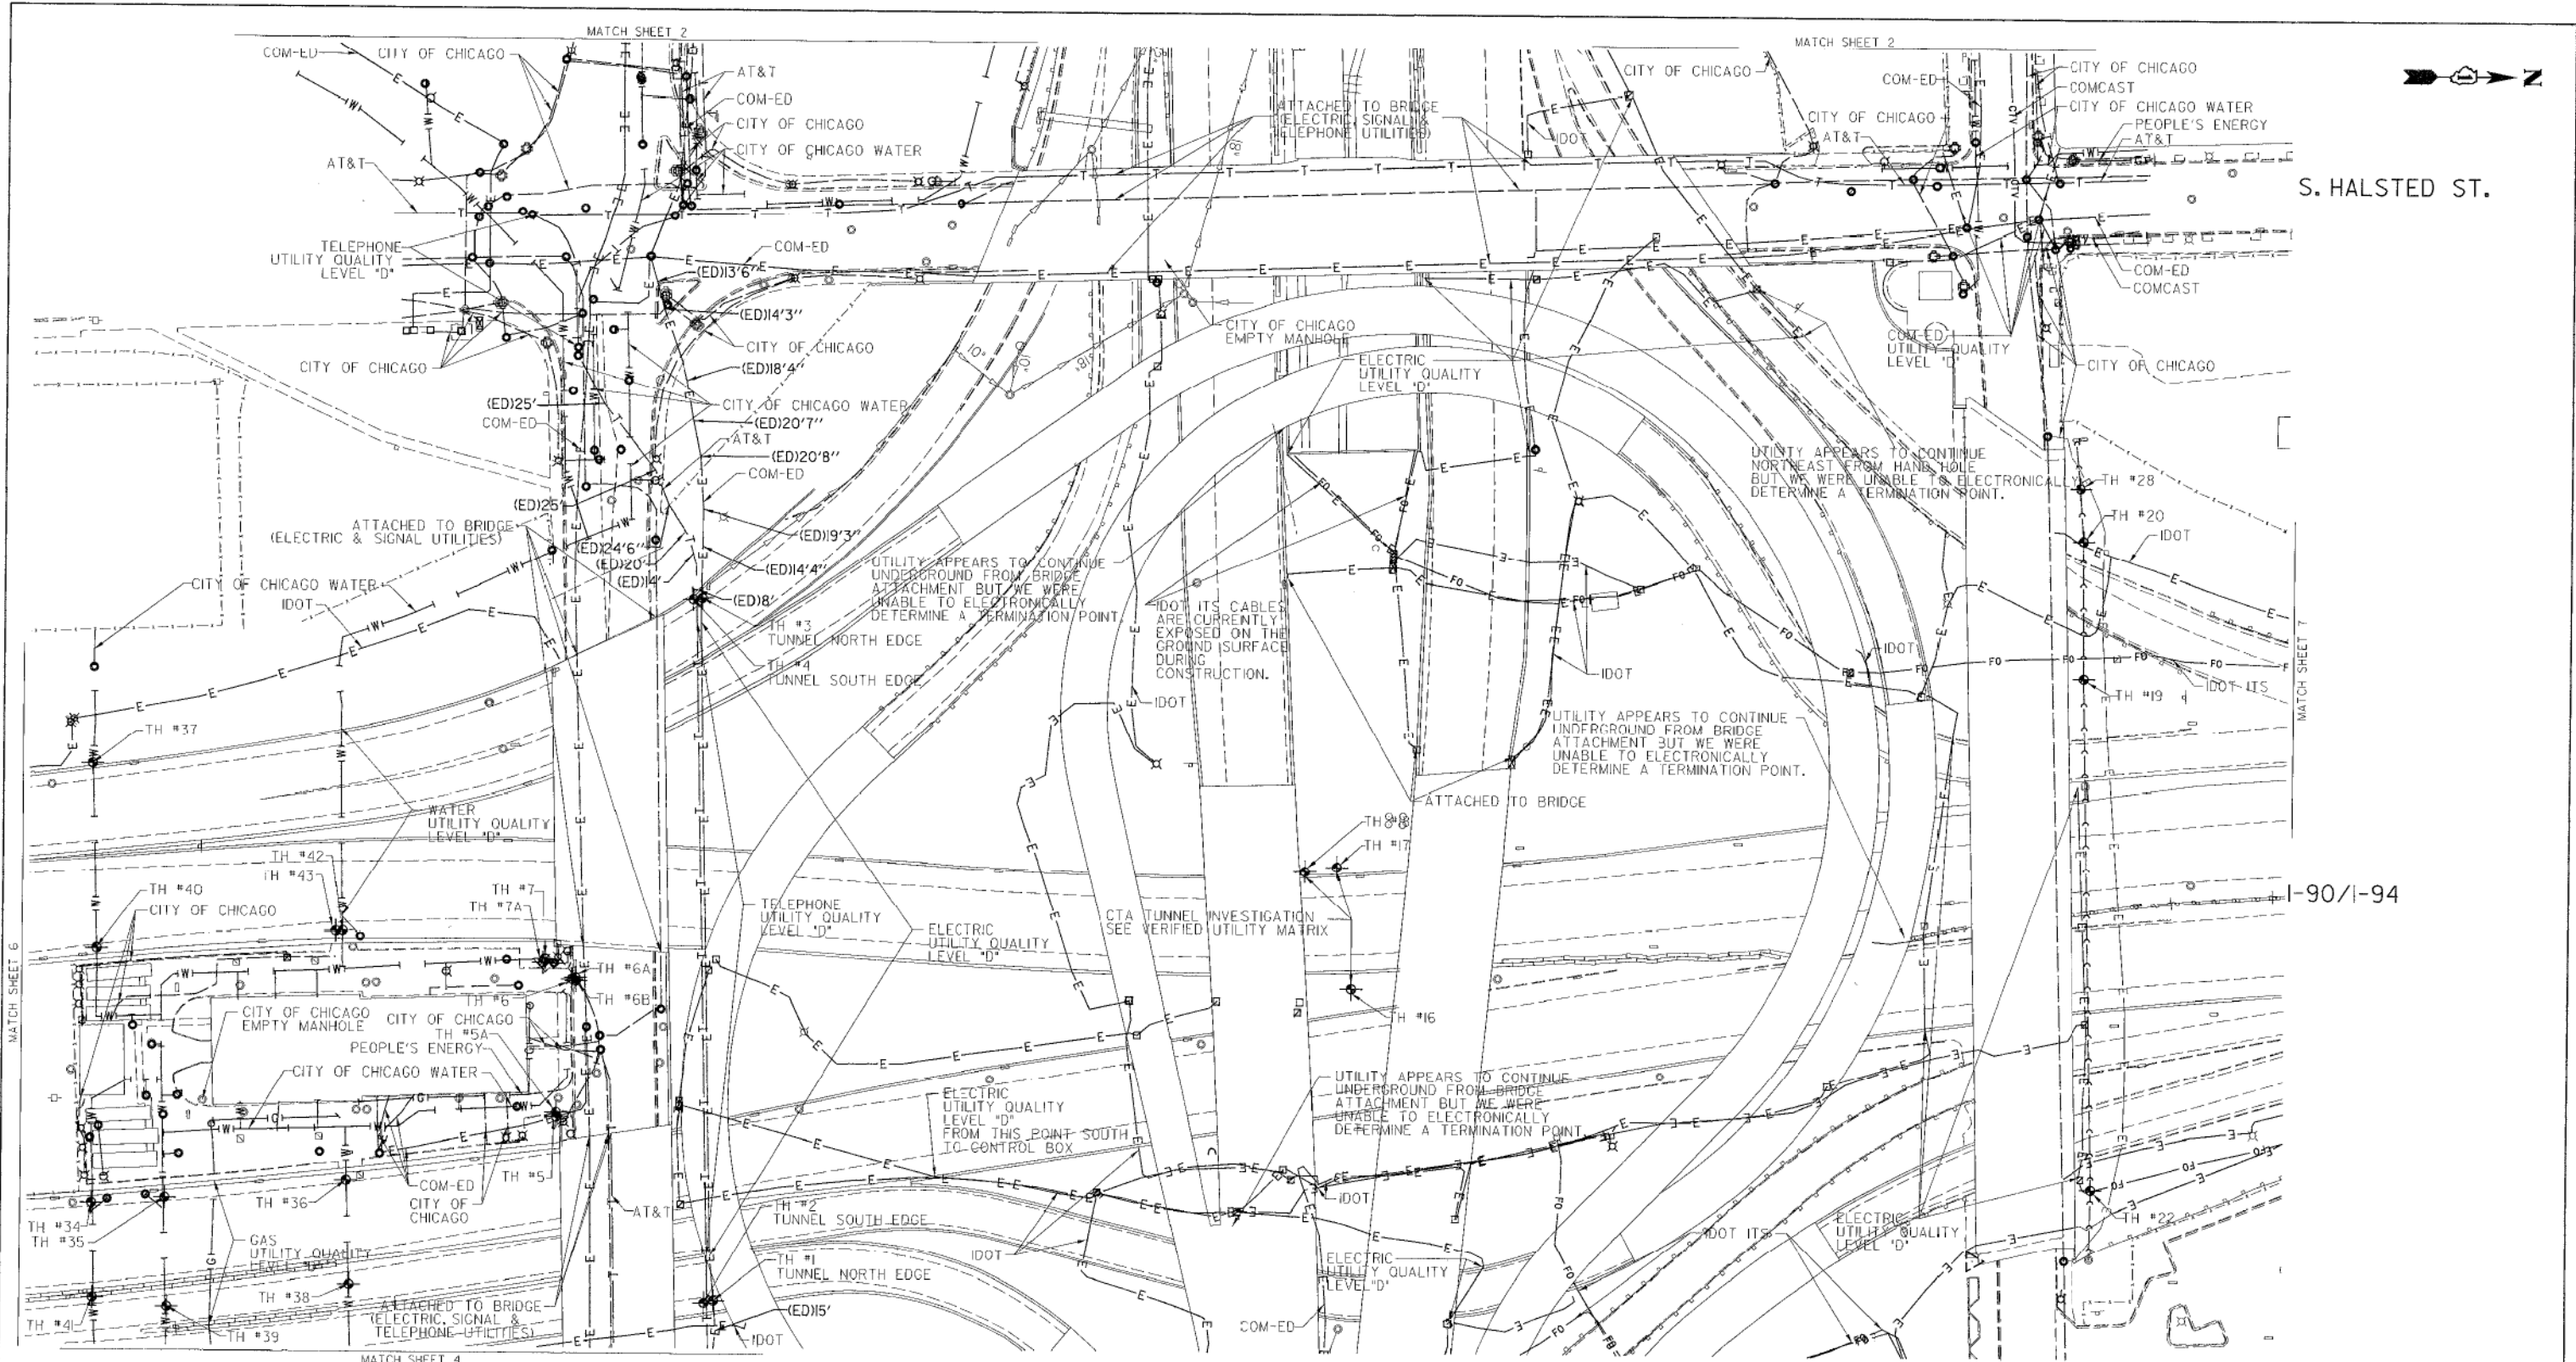 MATCH SHEET 2
MATCH SHEET 2
COM-ED
CITY OF CHICAGO
AT&T
COM-ED
CITY OF CHICAGO
CITY OF CHICAGO WATER
AT&T
ATTACHED TO BRIDGE
(ELECTRIC, SIGNAL &
TELEPHONE UTILITIES)
CITY OF CHICAGO
IDOT
COM-ED
CITY OF CHICAGO
AT&T
CITY OF CHICAGO
COMCAST
CITY OF CHICAGO WATER
PEOPLE'S ENERGY
AT&T
N
S. HALSTED ST.
TELEPHONE
UTILITY QUALITY
LEVEL "D"
COM-ED
(ED)13'6"
(ED)14'3"
CITY OF CHICAGO
(ED)18'4"
CITY OF CHICAGO
CITY OF CHICAGO WATER
(ED)25'
COM-ED
(ED)20'7"
AT&T
(ED)20'8"
COM-ED
(ED)25'
(ED)19'3"
ATTACHED TO BRIDGE
(ELECTRIC & SIGNAL UTILITIES)
(ED)24'6"
(ED)20'
(ED)14'
(ED)14'4"
(ED)8'
10"
10"
18"
18"
CITY OF CHICAGO
EMPTY MANHOLE
ELECTRIC
UTILITY QUALITY
LEVEL "D"
COM-ED
COMCAST
COM-ED
UTILITY QUALITY
LEVEL "D"
CITY OF CHICAGO
UTILITY APPEARS TO CONTINUE
NORTHEAST FROM HAND HOLE
BUT WE WERE UNABLE TO ELECTRONICALLY
DETERMINE A TERMINATION POINT.
TH #28
TH #20
IDOT
CITY OF CHICAGO WATER
IDOT
UTILITY APPEARS TO CONTINUE
UNDERGROUND FROM BRIDGE
ATTACHMENT BUT WE WERE
UNABLE TO ELECTRONICALLY
DETERMINE A TERMINATION POINT.
TH #3
TUNNEL NORTH EDGE
TH #4
TUNNEL SOUTH EDGE
IDOT ITS CABLES
ARE CURRENTLY
EXPOSED ON THE
GROUND SURFACE
DURING
CONSTRUCTION.
IDOT
IDOT
IDOT
TH #19
IDOT ITS
MATCH SHEET 7
UTILITY APPEARS TO CONTINUE
UNDERGROUND FROM BRIDGE
ATTACHMENT BUT WE WERE
UNABLE TO ELECTRONICALLY
DETERMINE A TERMINATION POINT.
ATTACHED TO BRIDGE
TH #37
WATER
UTILITY QUALITY
LEVEL "D"
TH #17
TH #42
TH #43
TH #7
TH #7A
TH #40
CITY OF CHICAGO
TELEPHONE
UTILITY QUALITY
LEVEL "D"
ELECTRIC
UTILITY QUALITY
LEVEL "D"
CTA TUNNEL INVESTIGATION
SEE VERIFIED UTILITY MATRIX
I-90/I-94
MATCH SHEET 6
TH #6A
TH #6
TH #6B
TH #16
CITY OF CHICAGO
EMPTY MANHOLE
CITY OF CHICAGO
TH #5A
PEOPLE'S ENERGY
CITY OF CHICAGO WATER
ELECTRIC
UTILITY QUALITY
LEVEL "D"
FROM THIS POINT SOUTH
TO CONTROL BOX
UTILITY APPEARS TO CONTINUE
UNDERGROUND FROM BRIDGE
ATTACHMENT BUT WE WERE
UNABLE TO ELECTRONICALLY
DETERMINE A TERMINATION POINT.
TH #5
COM-ED
CITY OF
CHICAGO
TH #36
TH #34
TH #35
AT&T
TH #2
TUNNEL SOUTH EDGE
IDOT
IDOT
IDOT ITS
ELECTRIC
UTILITY QUALITY
LEVEL "D"
TH #22
GAS
UTILITY QUALITY
LEVEL "D"
TH #1
TUNNEL NORTH EDGE
ELECTRIC
UTILITY QUALITY
LEVEL "D"
TH #38
ATTACHED TO BRIDGE
(ELECTRIC, SIGNAL &
TELEPHONE UTILITIES)
(ED)15'
TH #41
TH #39
IDOT
COM-ED
MATCH SHEET 4